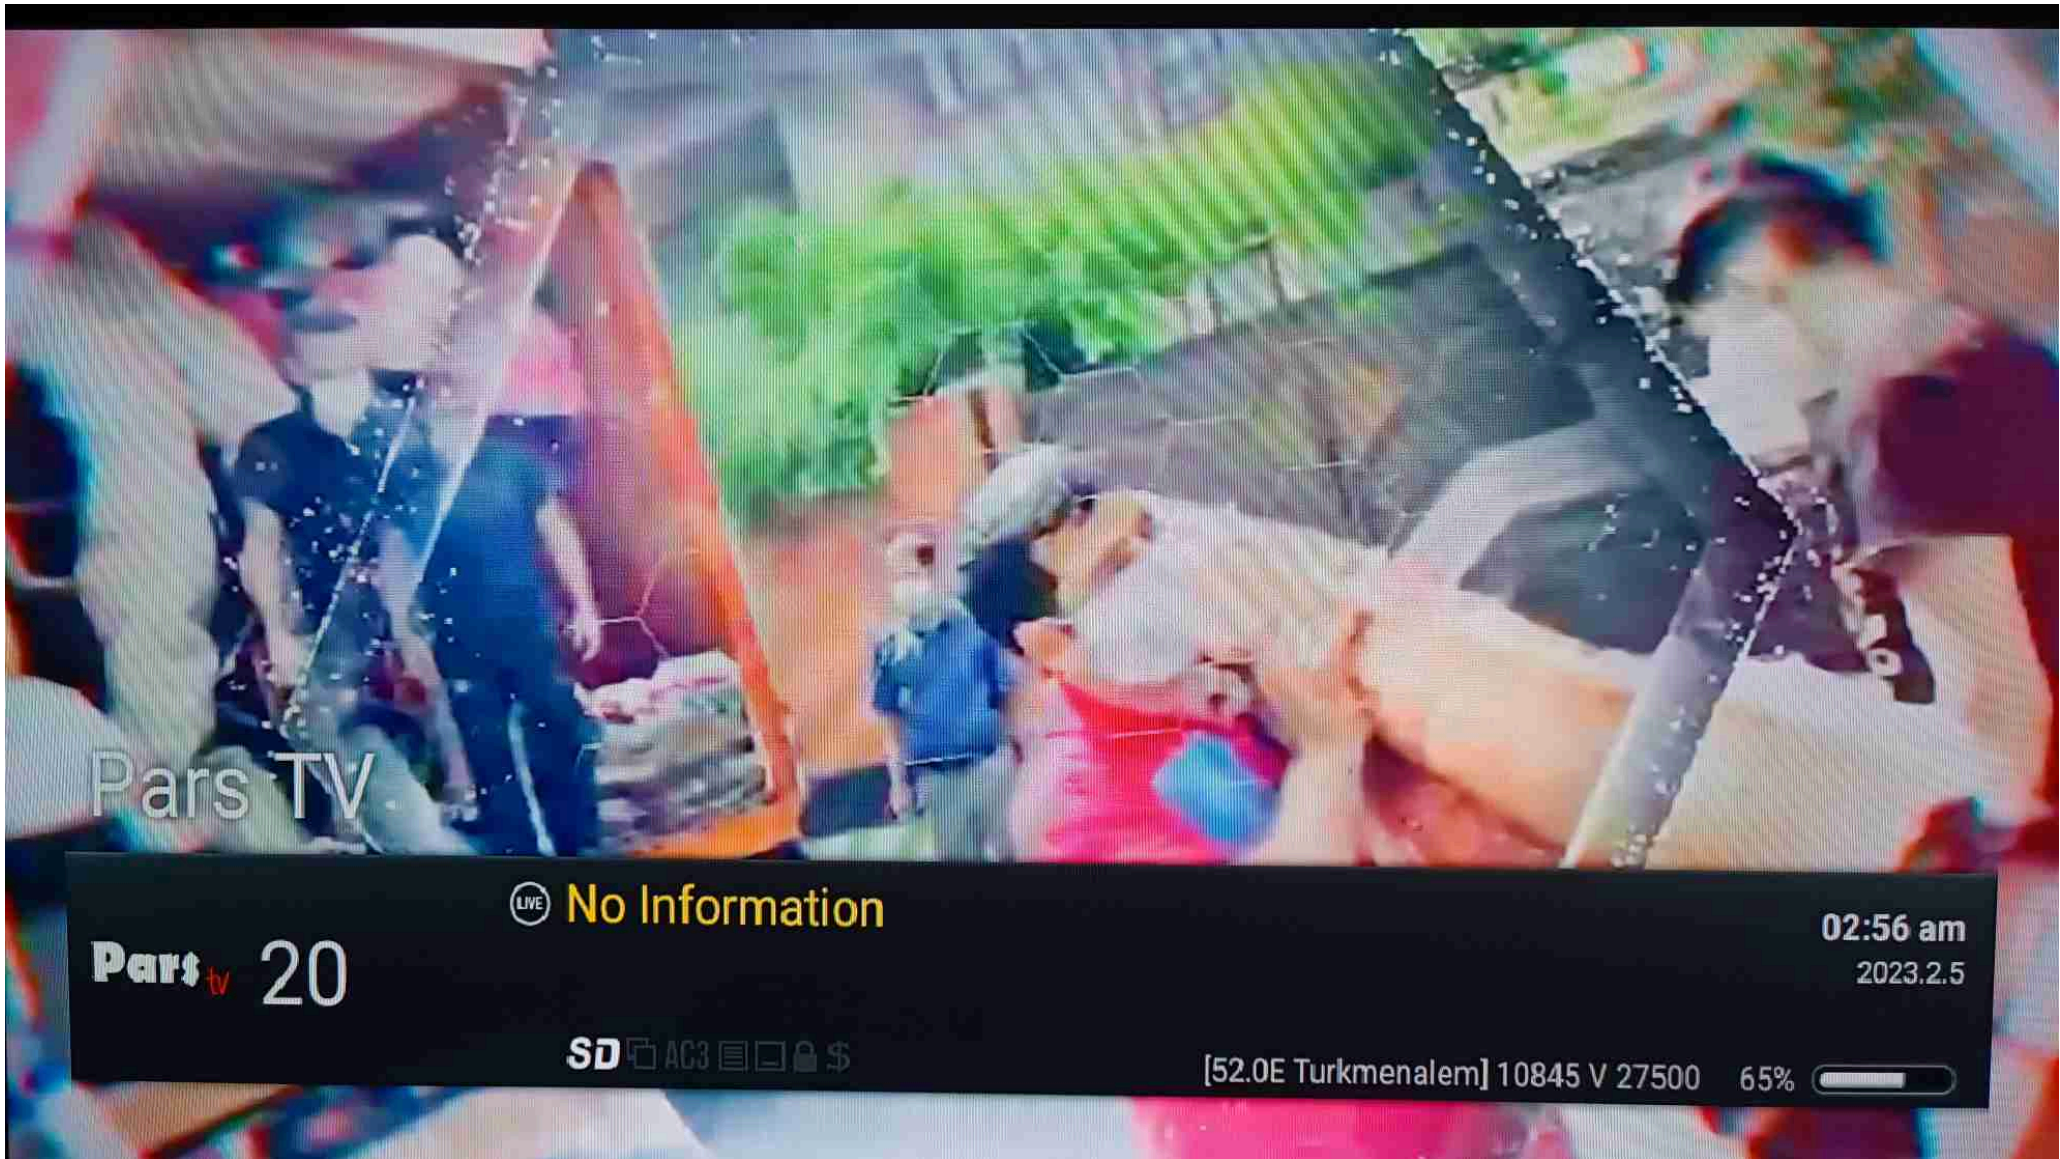 Pars TV
LIVE No Information
02:56 am
2023.2.5
Pars tv 20
SD AC3 $
[52.0E Turkmenalem] 10845 V 27500 65%